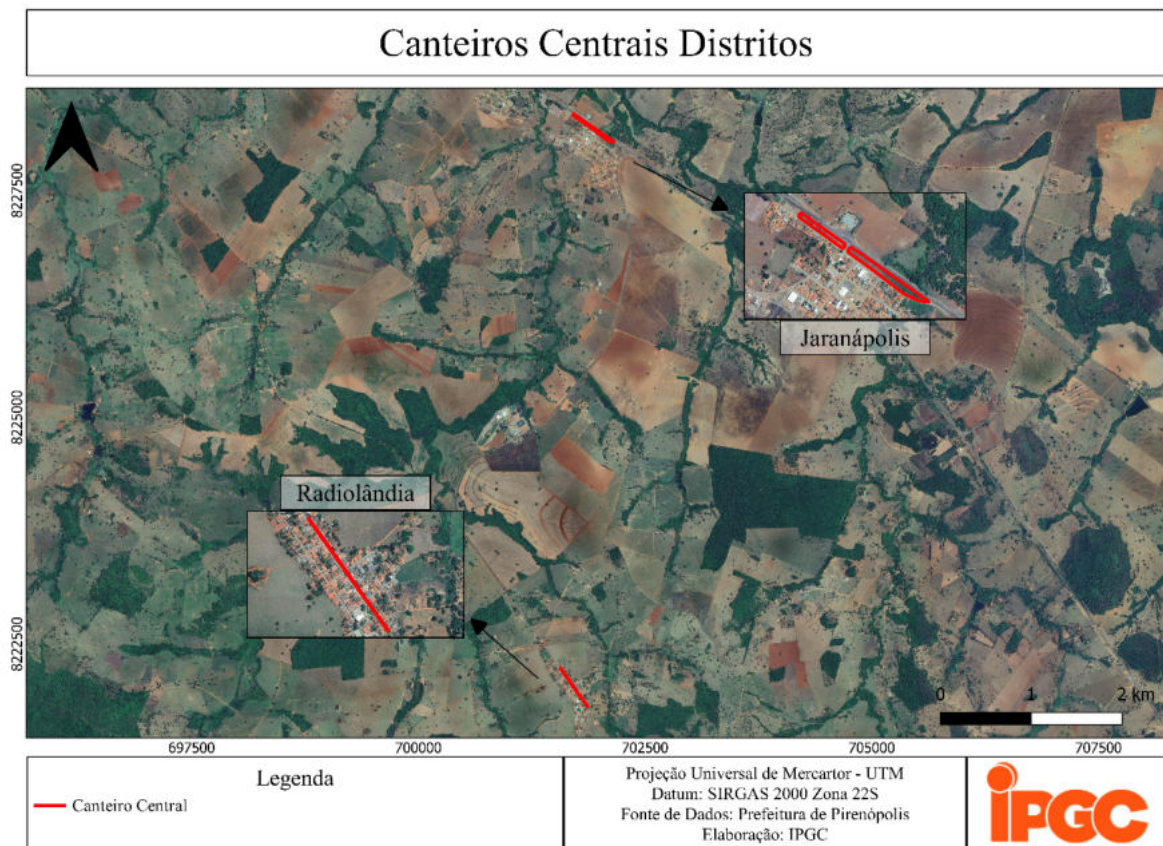 Canteiros Centrais Distritos
8227500
8225000
8222500
Jaranápolis
Radiolândia
0 1 2 km
697500 700000 702500 705000 707500
Legenda
Canteiro Central
Projeção Universal de Mercartor - UTM
Datum: SIRGAS 2000 Zona 22S
Fonte de Dados: Prefeitura de Pirenópolis
Elaboração: IPGC
iPGC